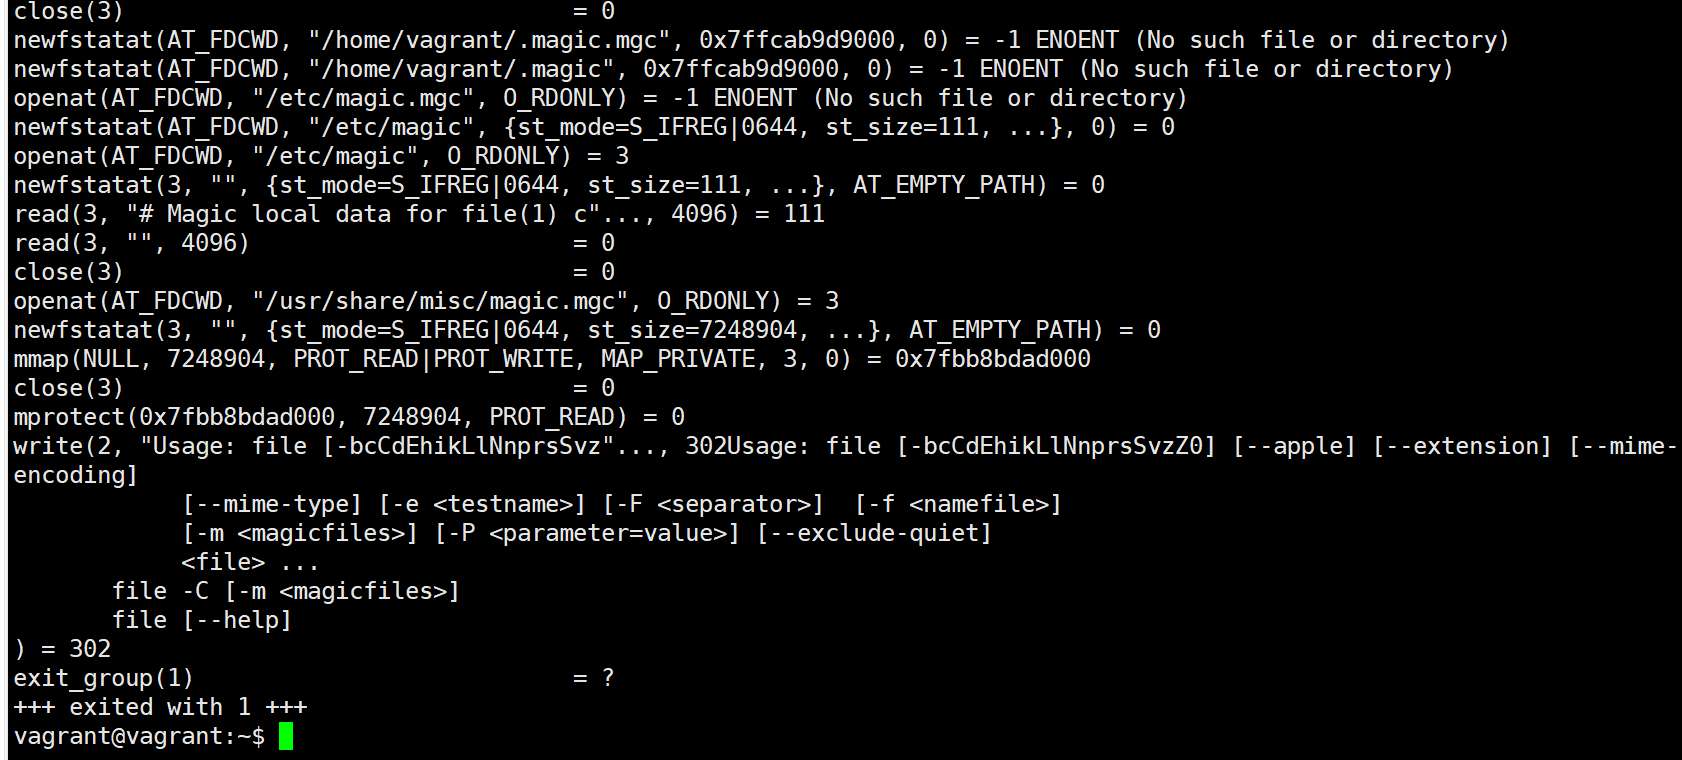 close(3)                                = 0
newfstatat(AT_FDCWD, "/home/vagrant/.magic.mgc", 0x7ffcab9d9000, 0) = -1 ENOENT (No such file or directory)
newfstatat(AT_FDCWD, "/home/vagrant/.magic", 0x7ffcab9d9000, 0) = -1 ENOENT (No such file or directory)
openat(AT_FDCWD, "/etc/magic.mgc", O_RDONLY) = -1 ENOENT (No such file or directory)
newfstatat(AT_FDCWD, "/etc/magic", {st_mode=S_IFREG|0644, st_size=111, ...}, 0) = 0
openat(AT_FDCWD, "/etc/magic", O_RDONLY) = 3
newfstatat(3, "", {st_mode=S_IFREG|0644, st_size=111, ...}, AT_EMPTY_PATH) = 0
read(3, "# Magic local data for file(1) c"..., 4096) = 111
read(3, "", 4096)                       = 0
close(3)                                = 0
openat(AT_FDCWD, "/usr/share/misc/magic.mgc", O_RDONLY) = 3
newfstatat(3, "", {st_mode=S_IFREG|0644, st_size=7248904, ...}, AT_EMPTY_PATH) = 0
mmap(NULL, 7248904, PROT_READ|PROT_WRITE, MAP_PRIVATE, 3, 0) = 0x7fbb8bdad000
close(3)                                = 0
mprotect(0x7fbb8bdad000, 7248904, PROT_READ) = 0
write(2, "Usage: file [-bcCdEhikLlNnprsSvz"..., 302Usage: file [-bcCdEhikLlNnprsSvzZ0] [--apple] [--extension] [--mime-
encoding]
            [--mime-type] [-e <testname>] [-F <separator>]  [-f <namefile>]
            [-m <magicfiles>] [-P <parameter=value>] [--exclude-quiet]
            <file> ...
       file -C [-m <magicfiles>]
       file [--help]
) = 302
exit_group(1)                           = ?
+++ exited with 1 +++
vagrant@vagrant:~$